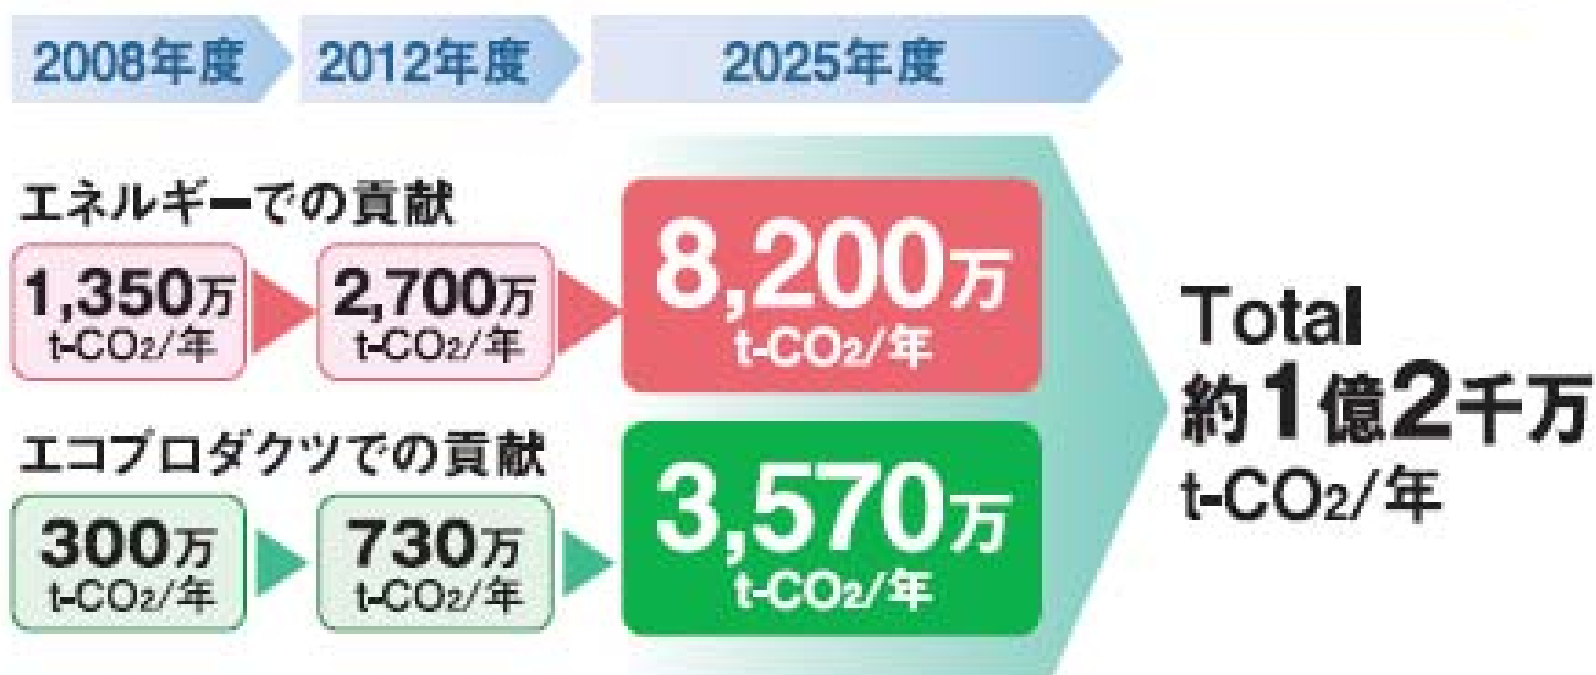 2008年度 2012年度 2025年度
エネルギーでの貢献
1,350万 2,700万 8,200万
t-CO2/年 t-CO2/年 t-CO2/年
エコプロダクツでの貢献
300万 730万 3,570万
t-CO2/年 t-CO2/年 t-CO2/年
Total
約1億2千万
t-CO2/年